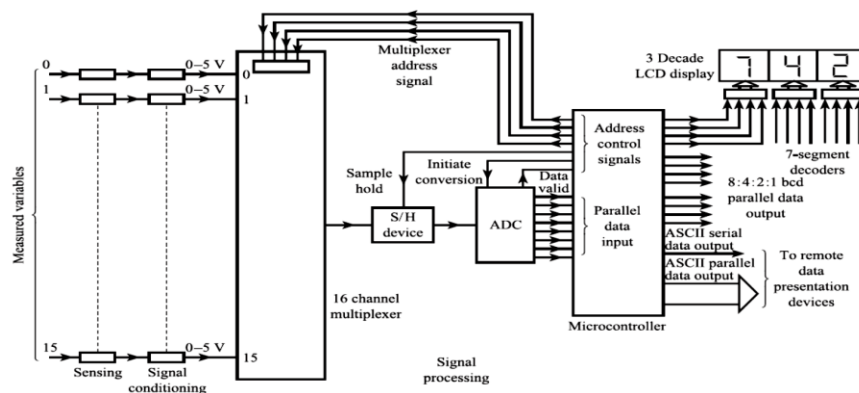 Multiplexer
address
signal
3 Decade
LCD display
7 4 2
0
0–5 V
0
1
0–5 V
1
Measured variables
Address
control
signals
7-segment
decoders
8:4:2:1 bcd
parallel data
output
Sample
hold
Initiate
conversion
Data
valid
S/H
device
ADC
Parallel
data
input
ASCII serial
data output
ASCII parallel
data output
To remote
data
presentation
devices
16 channel
multiplexer
Microcontroller
15
0–5 V
15
Sensing
Signal
conditioning
Signal
processing